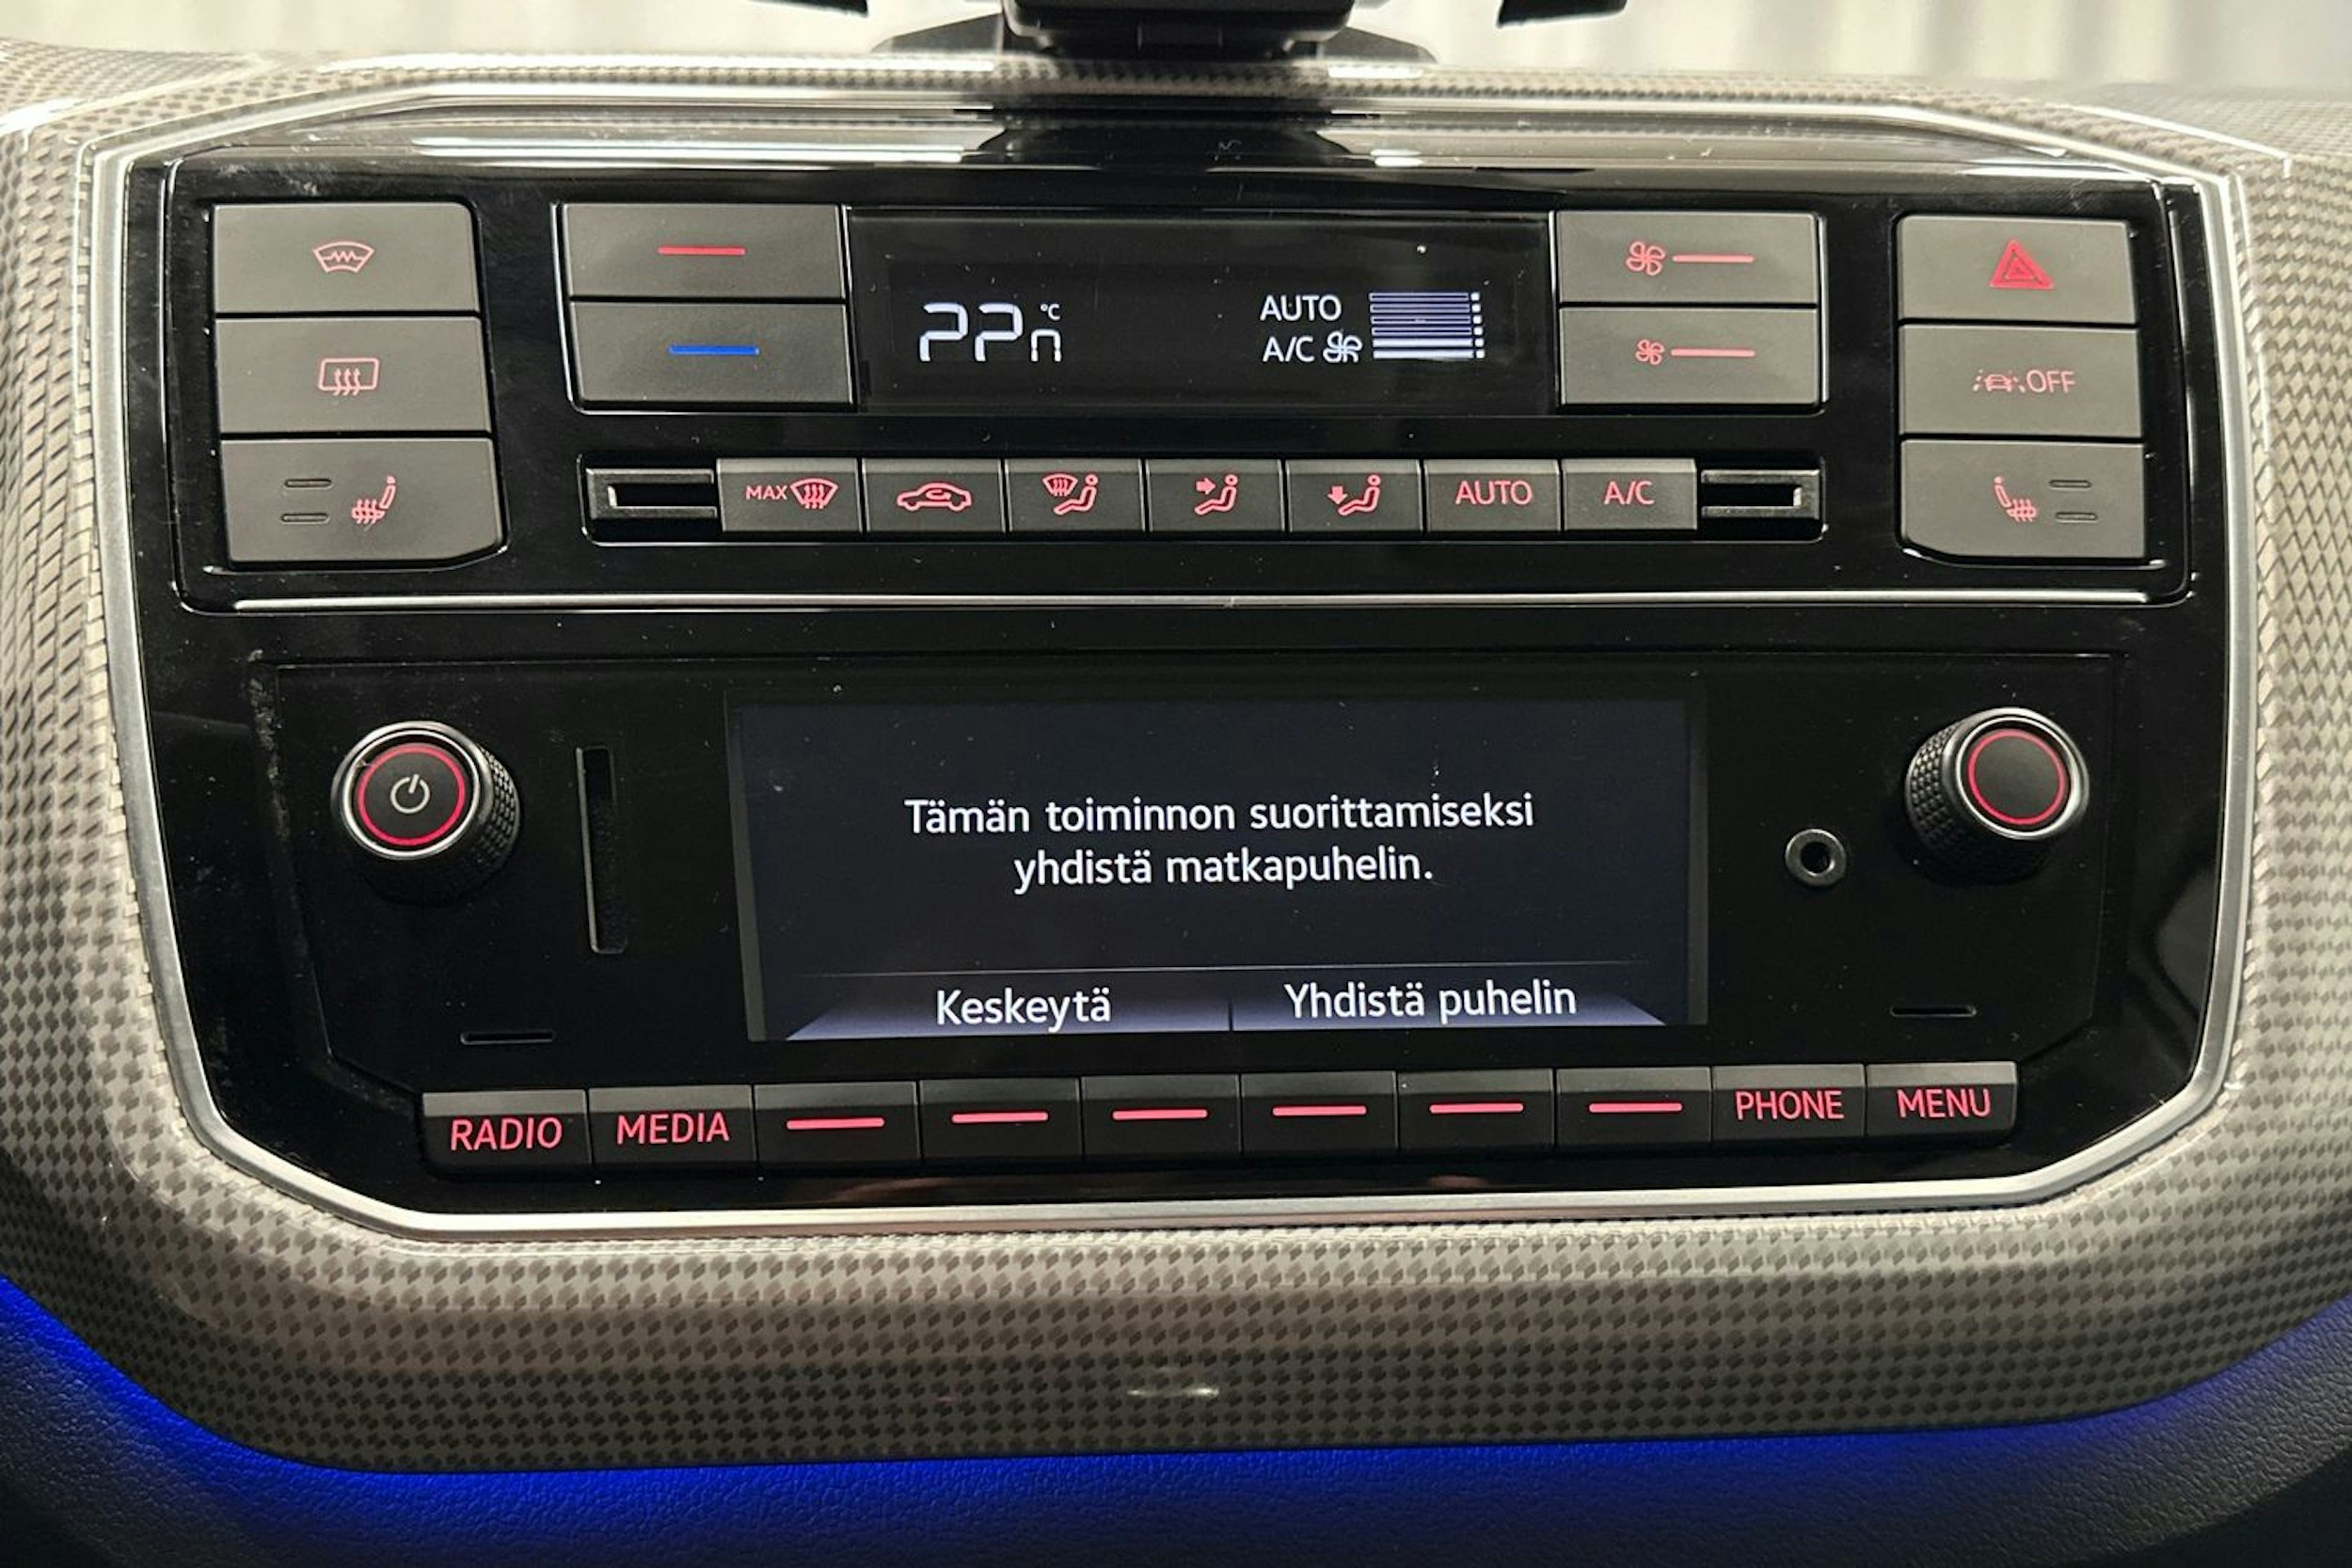 22.0 °C
AUTO
A/C
OFF
MAX
AUTO
A/C
Tämän toiminnon suorittamiseksi
yhdistä matkapuhelin.
Keskeytä
Yhdistä puhelin
RADIO
MEDIA
PHONE
MENU